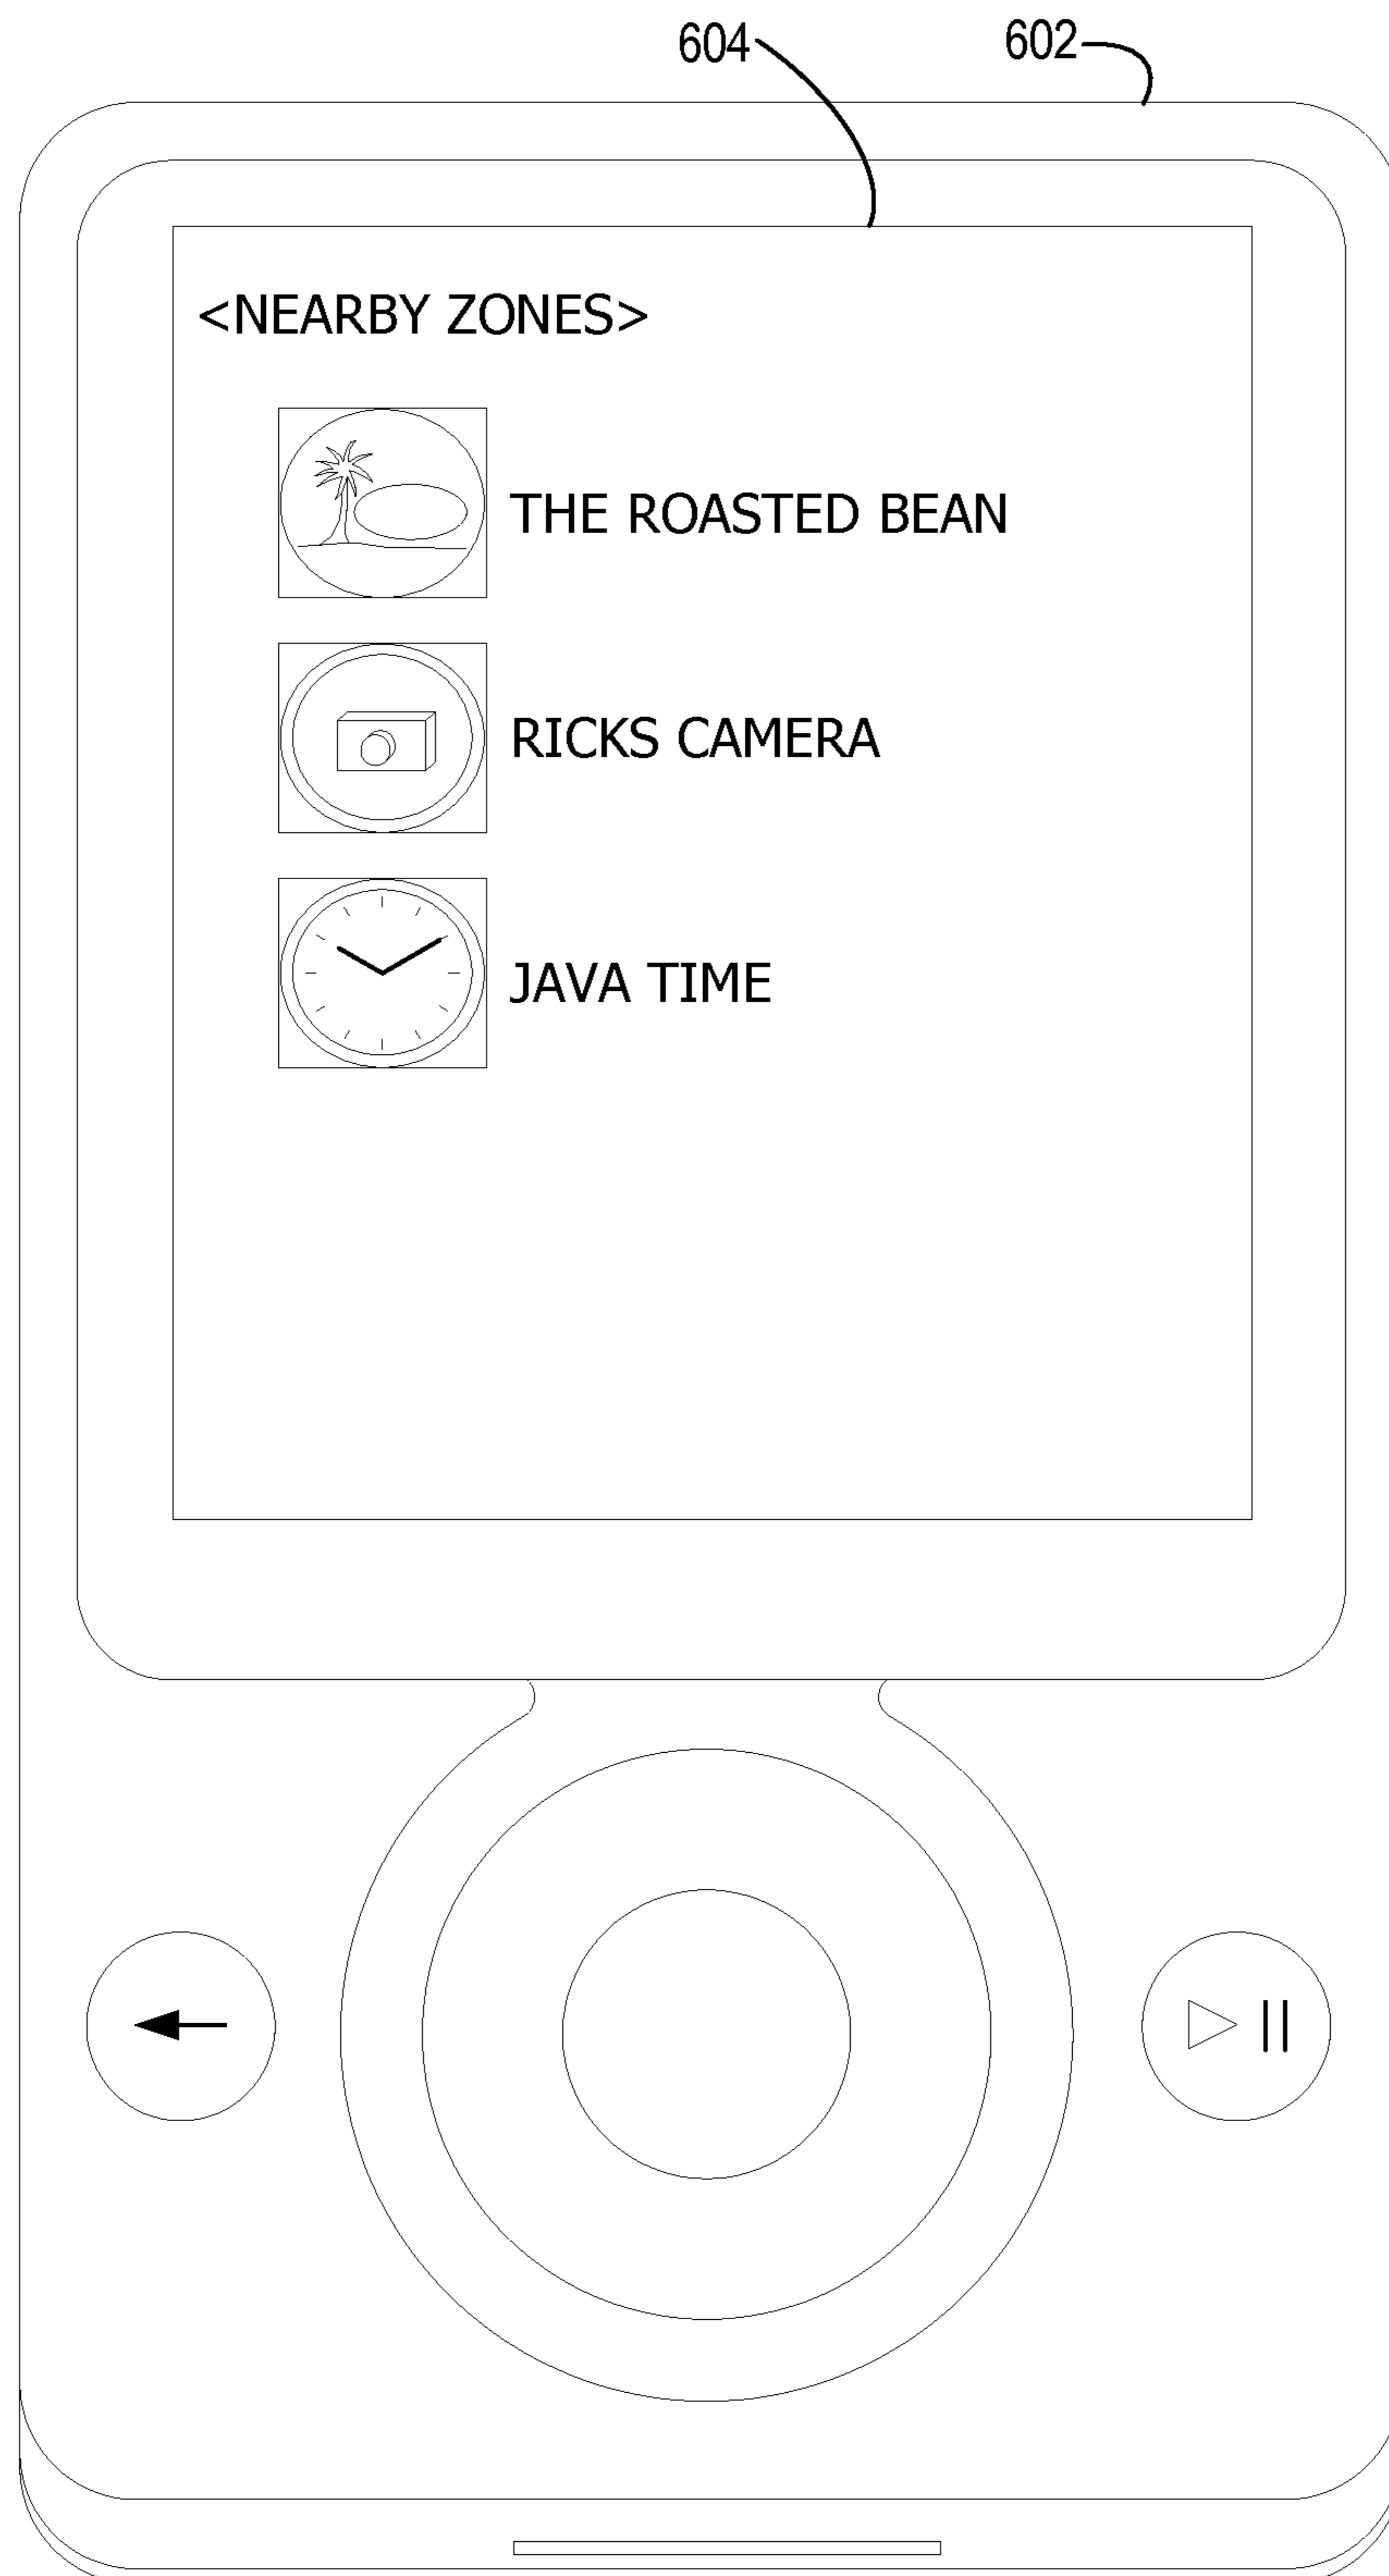 604 602
<NEARBY ZONES>
THE ROASTED BEAN
RICKS CAMERA
JAVA TIME